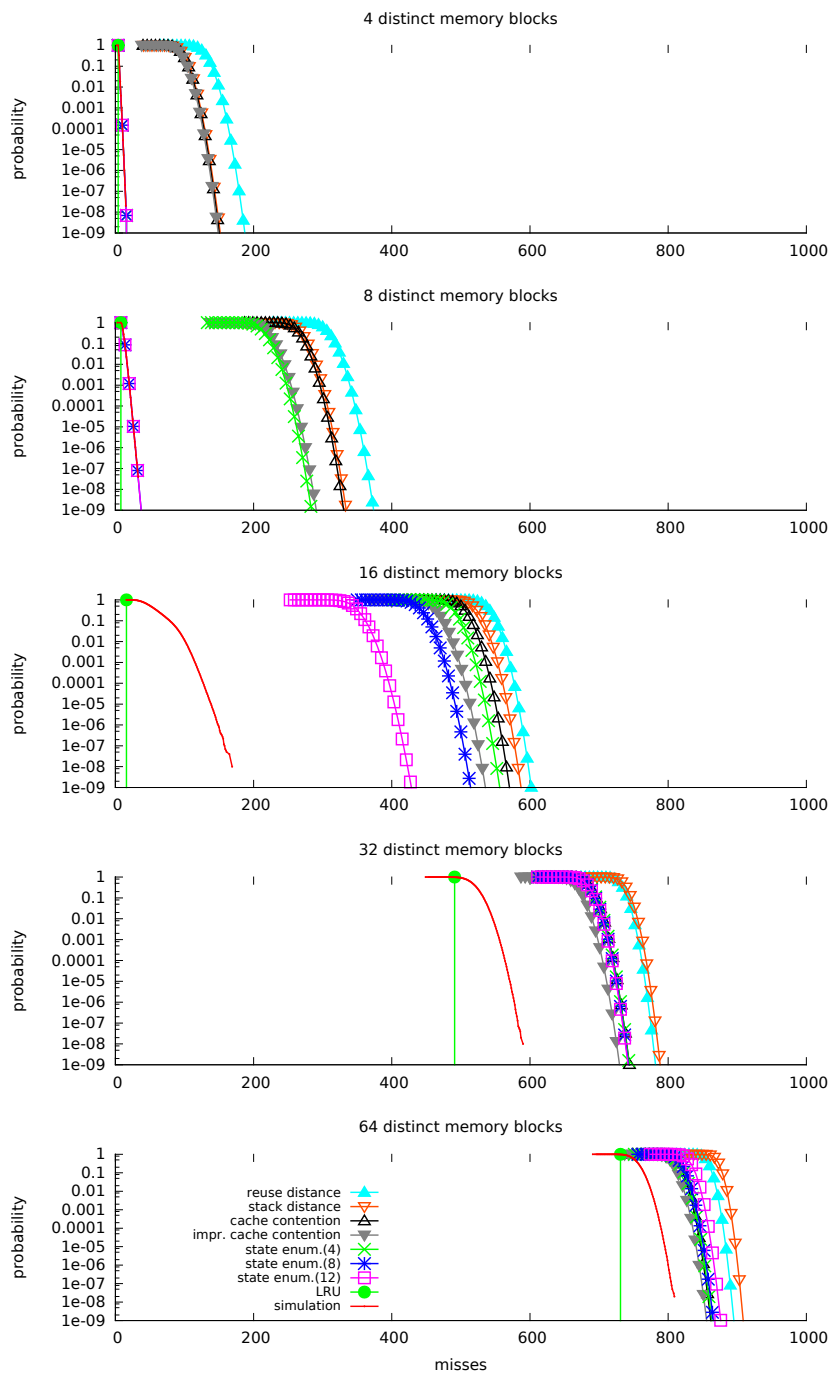 4 distinct memory blocks
probability
1
0.1
0.01
0.001
0.0001
1e-05
1e-06
1e-07
1e-08
1e-09
0 200 400 600 800 1000
8 distinct memory blocks
probability
1
0.1
0.01
0.001
0.0001
1e-05
1e-06
1e-07
1e-08
1e-09
0 200 400 600 800 1000
16 distinct memory blocks
probability
1
0.1
0.01
0.001
0.0001
1e-05
1e-06
1e-07
1e-08
1e-09
0 200 400 600 800 1000
32 distinct memory blocks
probability
1
0.1
0.01
0.001
0.0001
1e-05
1e-06
1e-07
1e-08
1e-09
0 200 400 600 800 1000
64 distinct memory blocks
probability
1
0.1
0.01
0.001
0.0001
1e-05
1e-06
1e-07
1e-08
1e-09
reuse distance
stack distance
cache contention
impr. cache contention
state enum.(4)
state enum.(8)
state enum.(12)
LRU
simulation
0 200 400 600 800 1000
misses